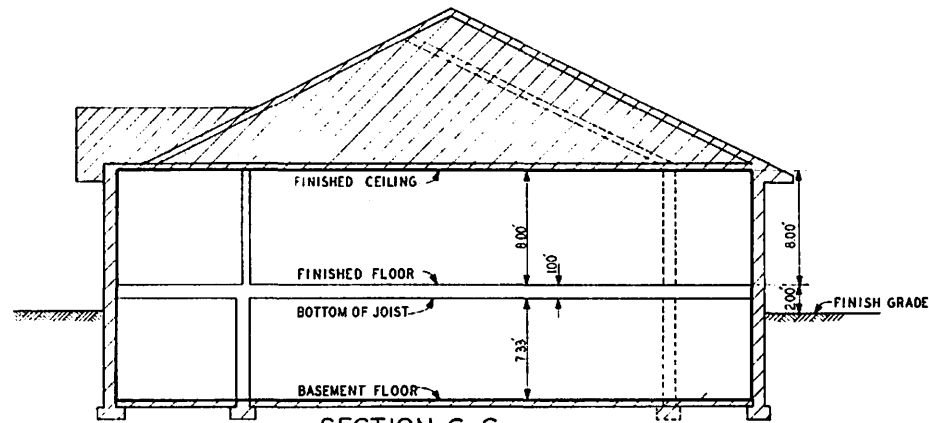 FINISHED CEILING
8.00'
8.00'
FINISHED FLOOR
1.00'
2.00'
BOTTOM OF JOIST
FINISH GRADE
7.33'
BASEMENT FLOOR